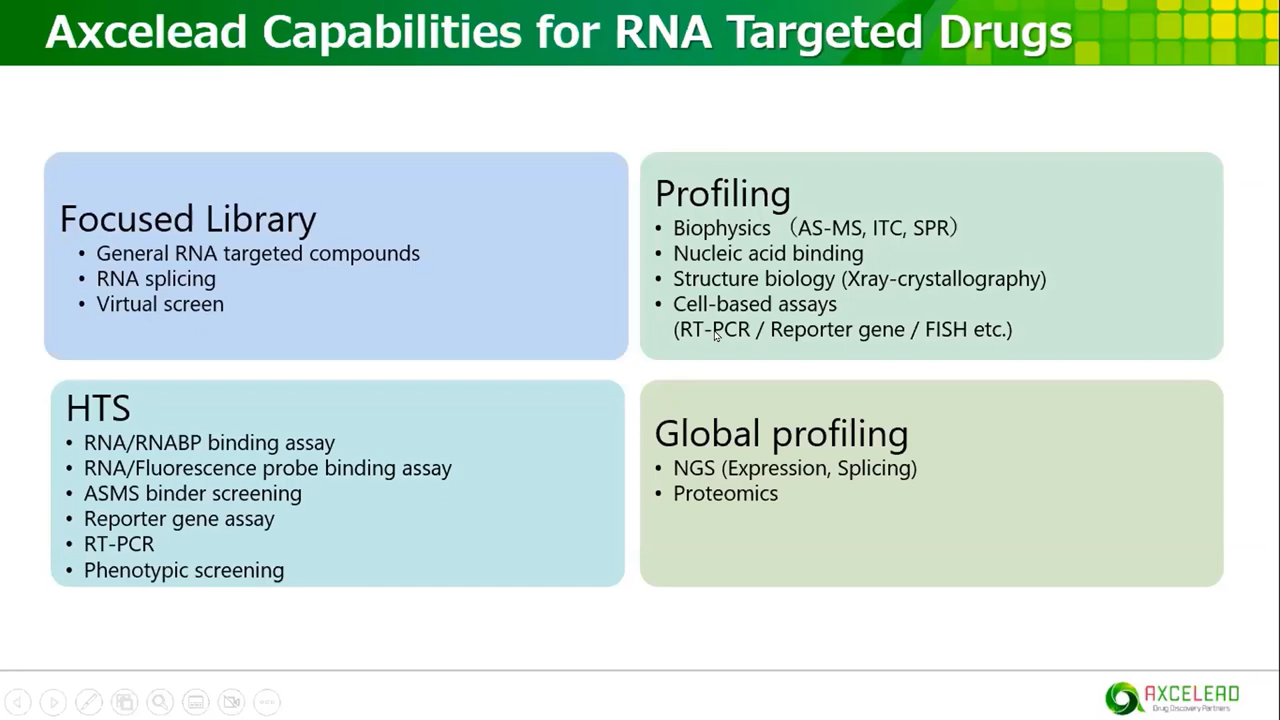 Axcelead Capabilities for RNA Targeted Drugs
Focused Library
• General RNA targeted compounds
• RNA splicing
• Virtual screen
Profiling
• Biophysics （AS-MS, ITC, SPR）
• Nucleic acid binding
• Structure biology (Xray-crystallography)
• Cell-based assays
(RT-PCR / Reporter gene / FISH etc.)
HTS
• RNA/RNABP binding assay
• RNA/Fluorescence probe binding assay
• ASMS binder screening
• Reporter gene assay
• RT-PCR
• Phenotypic screening
Global profiling
• NGS (Expression, Splicing)
• Proteomics
AXCELEAD
Drug Discovery Partners